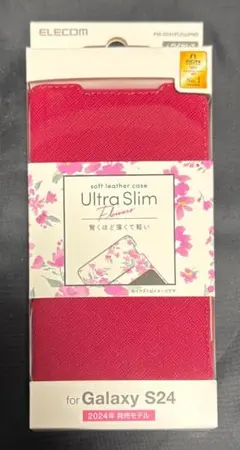 ELECOM
soft leather case
Ultra Slim
Flowers
驚くほど薄くて軽い
for Galaxy S24
2024年 発売モデル